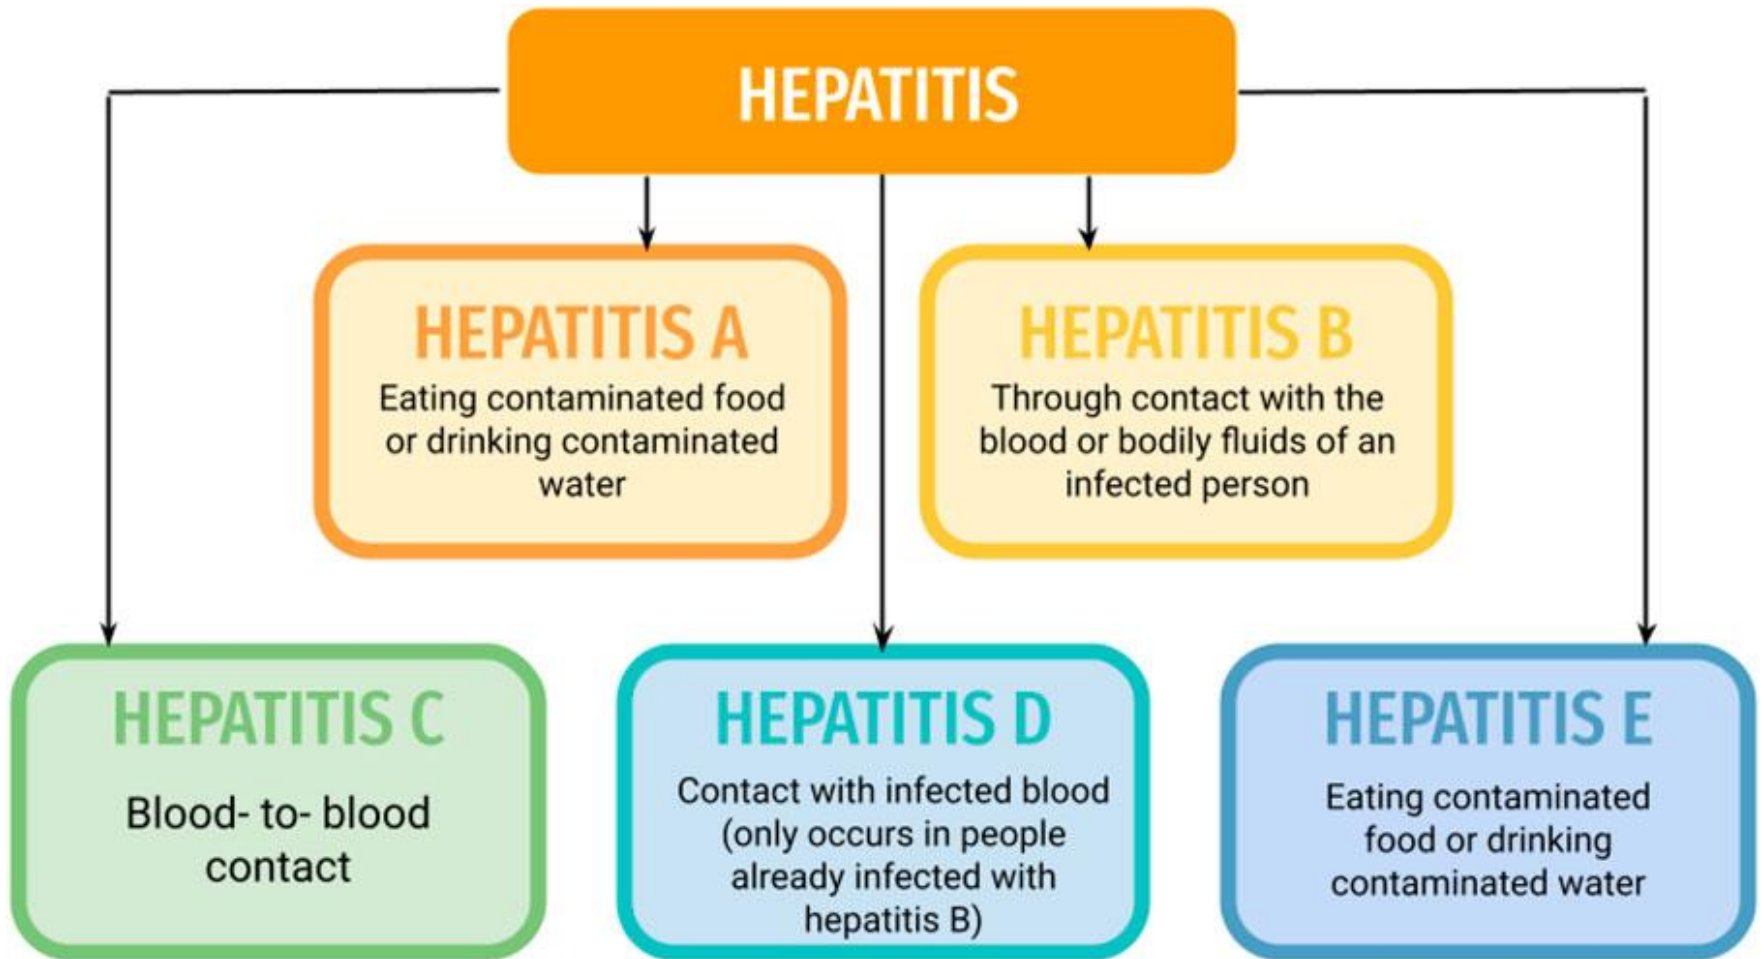 HEPATITIS
HEPATITIS A
Eating contaminated food
or drinking contaminated
water
HEPATITIS B
Through contact with the
blood or bodily fluids of an
infected person
HEPATITIS C
Blood- to- blood
contact
HEPATITIS D
Contact with infected blood
(only occurs in people
already infected with
hepatitis B)
HEPATITIS E
Eating contaminated
food or drinking
contaminated water